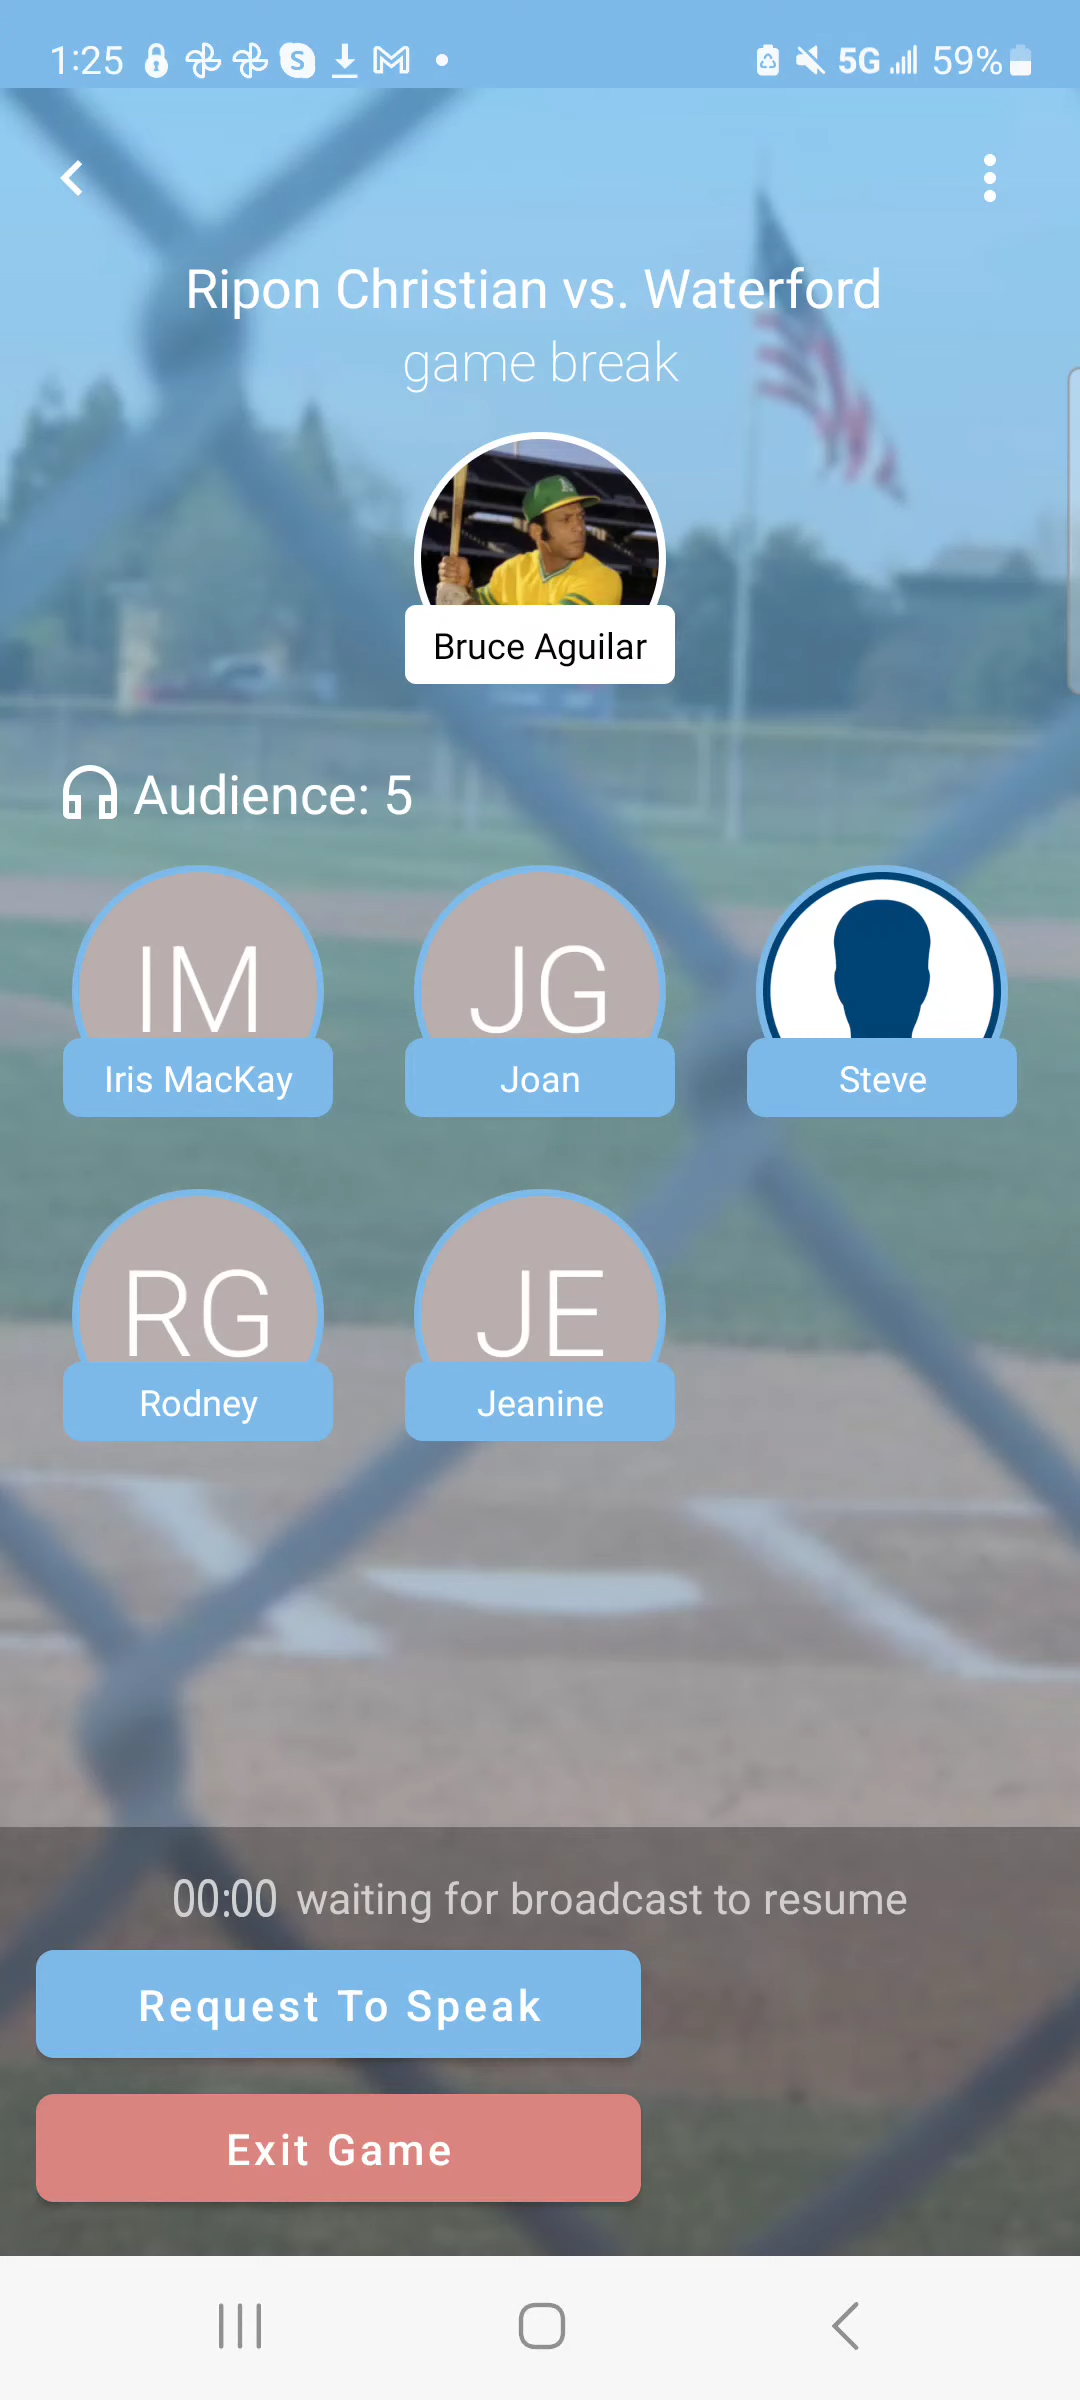 1:25
5G
59%
Ripon Christian vs. Waterford
game break
Bruce Aguilar
Audience: 5
IM
JG
Iris MacKay
Joan
Steve
RG
JE
Rodney
Jeanine
00:00 waiting for broadcast to resume
Request To Speak
Exit Game